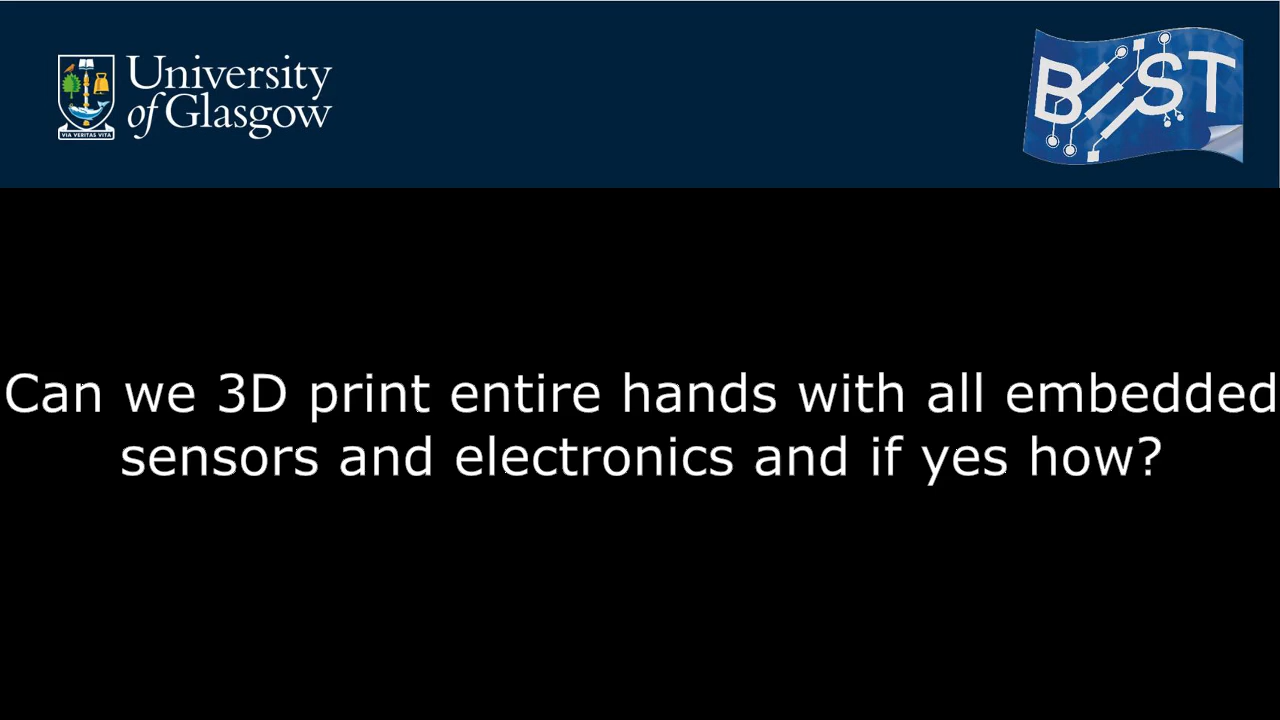 University
of Glasgow
VIA VERITAS VITA
BEST
Can we 3D print entire hands with all embedded
sensors and electronics and if yes how?